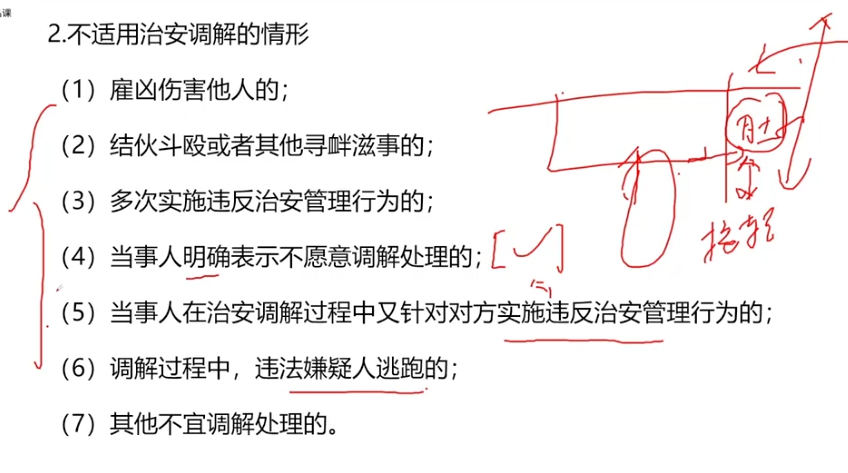 课
2.不适用治安调解的情形
（1）雇凶伤害他人的；
（2）结伙斗殴或者其他寻衅滋事的；
（3）多次实施违反治安管理行为的；
（4）当事人明确表示不愿意调解处理的；
（5）当事人在治安调解过程中又针对对方实施违反治安管理行为的；
（6）调解过程中，违法嫌疑人逃跑的；
（7）其他不宜调解处理的。